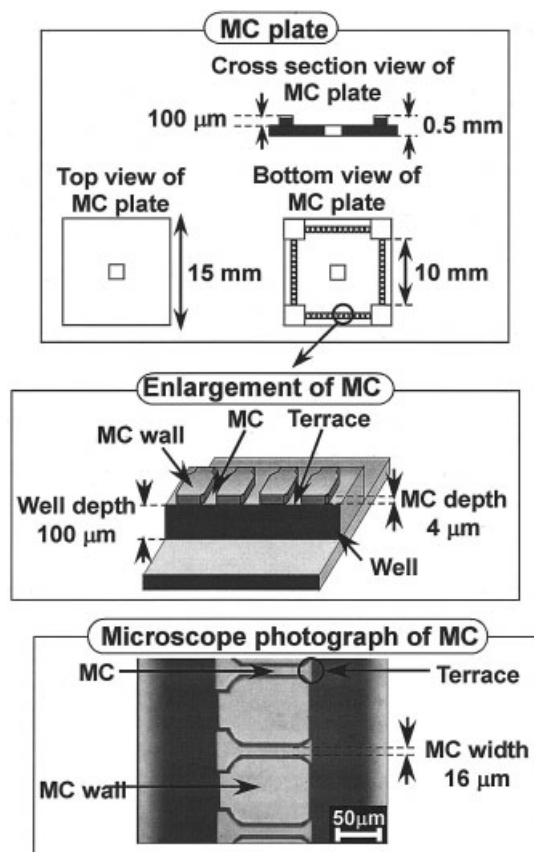 MC plate
Cross section view of
MC plate
100 μm
0.5 mm
Top view of
MC plate
Bottom view of
MC plate
15 mm
10 mm
Enlargement of MC
MC
Terrace
MC wall
Well depth
100 μm
MC depth
4 μm
Well
Microscope photograph of MC
MC
Terrace
MC width
16 μm
MC wall
50μm